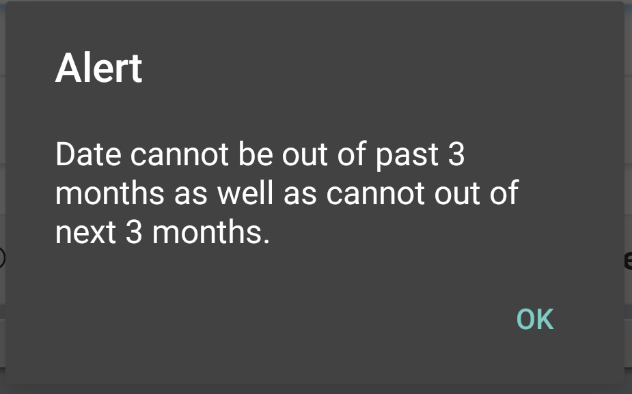 Alert
Date cannot be out of past 3
months as well as cannot out of
next 3 months.
OK